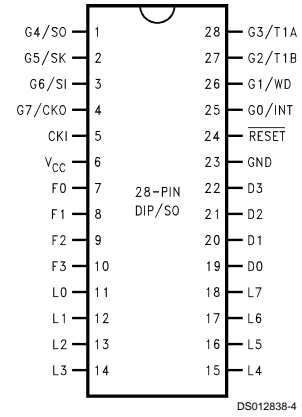 G4/SO 1 28 G3/T1A
G5/SK 2 27 G2/T1B
G6/SI 3 26 G1/WD
G7/CKO 4 25 G0/INT
CKI 5 24 RESET
VCC 6 23 GND
F0 7 28-PIN 22 D3
F1 8 DIP/SO 21 D2
F2 9 20 D1
F3 10 19 D0
L0 11 18 L7
L1 12 17 L6
L2 13 16 L5
L3 14 15 L4
DS012838-4